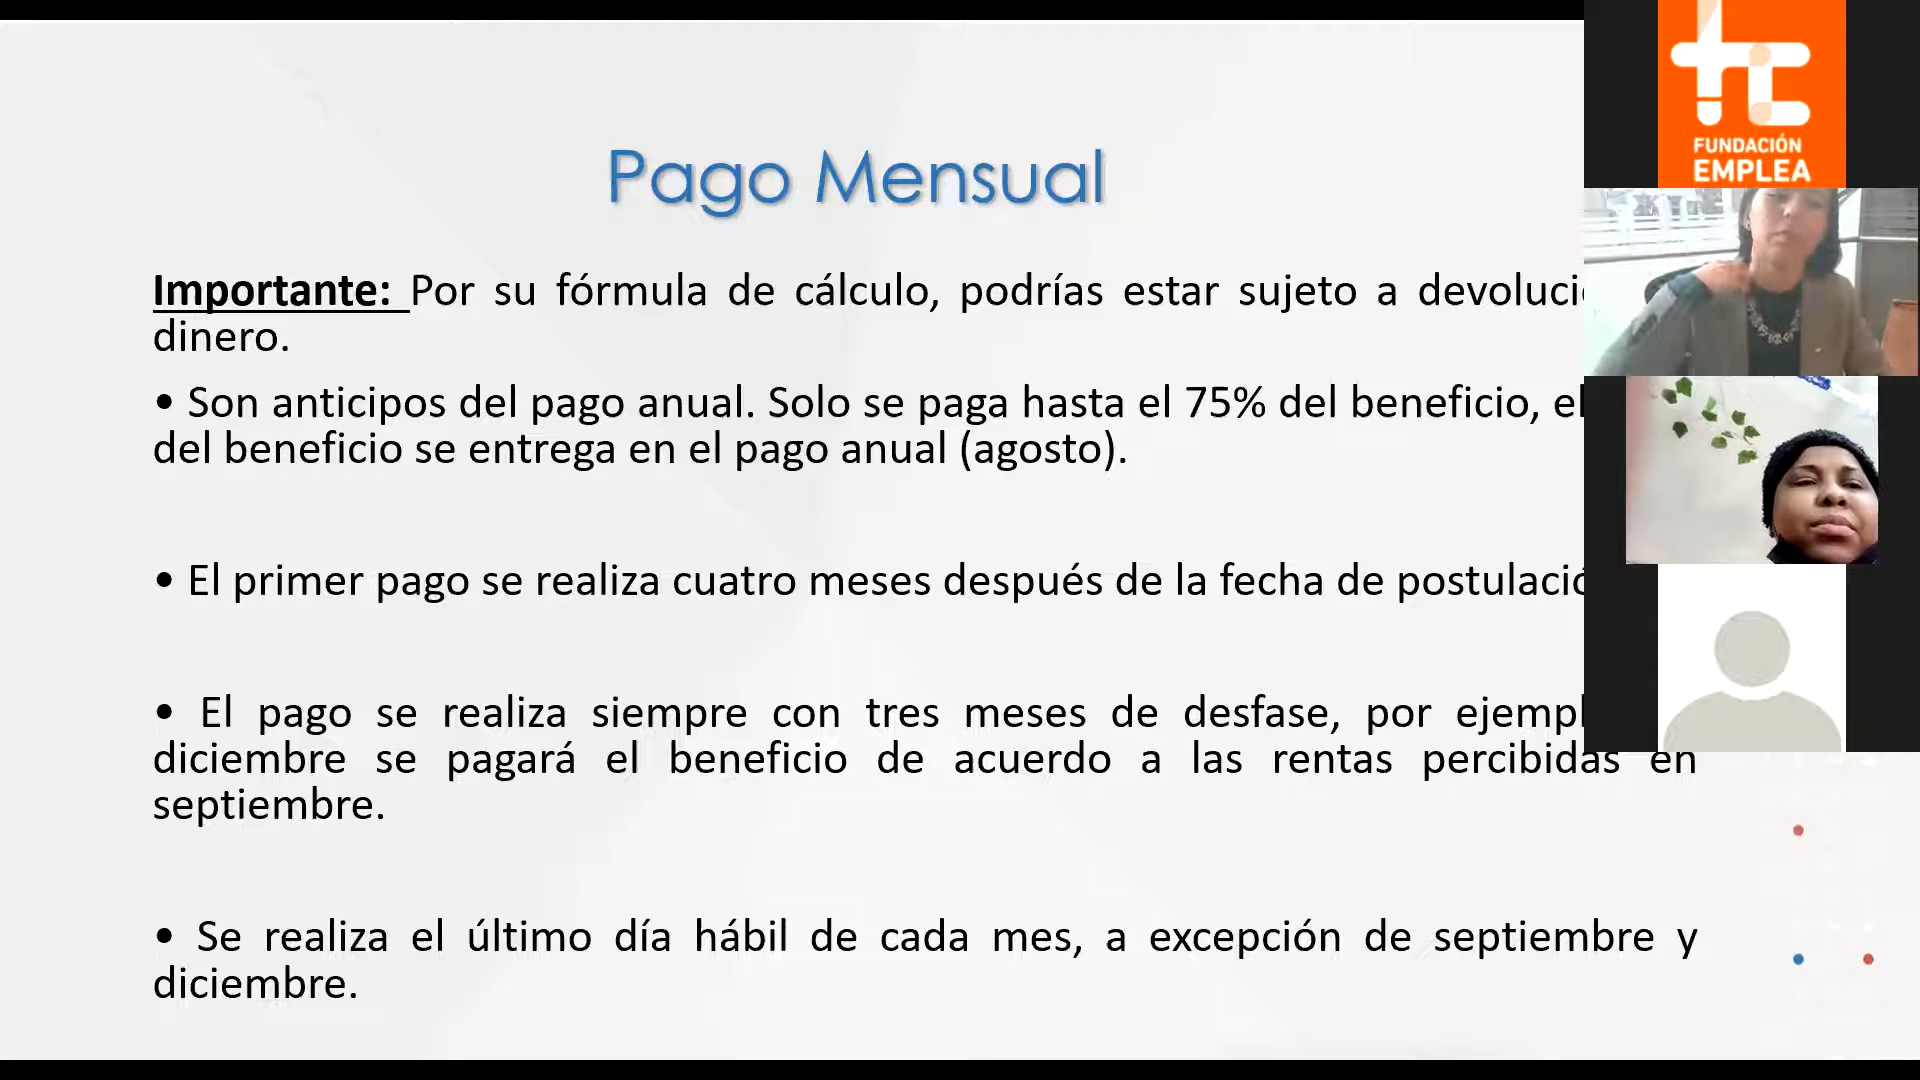 Pago Mensual
Importante: Por su fórmula de cálculo, podrías estar sujeto a
dinero.
• Son anticipos del pago anual. Solo se paga hasta el 75% del beneficio, el
del beneficio se entrega en el pago anual (agosto).
• El primer pago se realiza cuatro meses después de la fecha de
• El pago se realiza siempre con tres meses de desfase, por
diciembre se pagará el beneficio de acuerdo a las rentas percibidas en
septiembre.
• Se realiza el último día hábil de cada mes, a excepción de septiembre y
diciembre.
FUNDACIÓN
EMPLEA